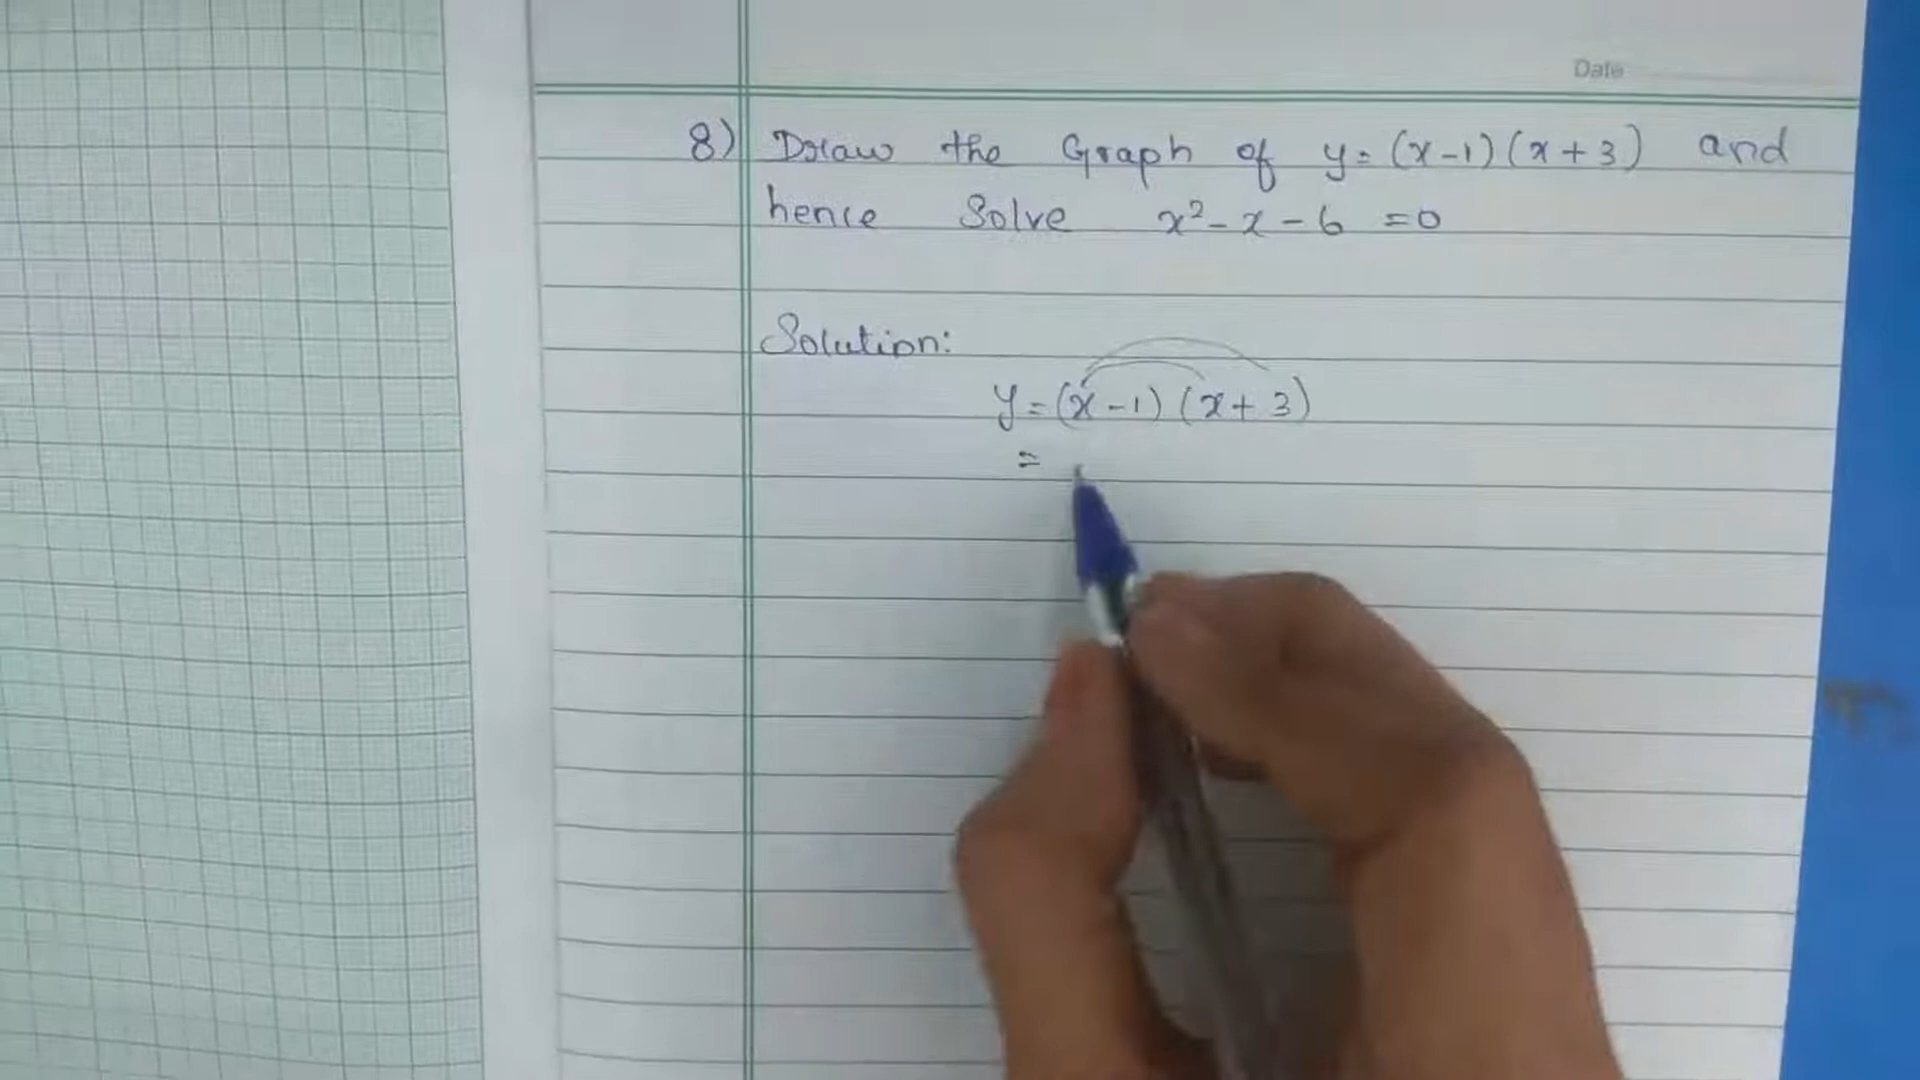 Date
8) Draw the Graph of y=(x-1)(x+3) and
hence Solve x²-x-6 =0
Solution:
y=(x-1)(x+3)
=